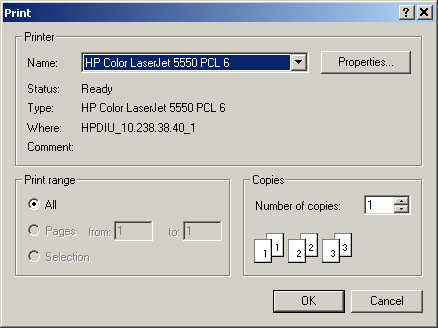 Print
Printer
Name: HP Color LaserJet 5550 PCL 6 Properties...
Status: Ready
Type: HP Color LaserJet 5550 PCL 6
Where: HPDIU_10.238.38.40_1
Comment:
Print range
All
Pages from: 1 to: 1
Selection
Copies
Number of copies: 1
1 1 2 2 3 3
OK Cancel